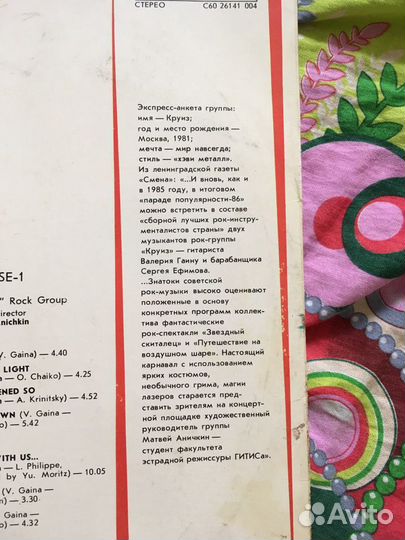 СТЕРЕО С60 26141 004
Экспресс-анкета группы:
имя — Круиз;
год и место рождения —
Москва, 1981;
мечта — мир навсегда;
стиль — «хэви металл».
Из ленинградской газеты
«Смена»: «...И вновь, как и
в 1985 году, в итоговом
«параде популярности-86»
можно встретить в составе
«сборной лучших рок-инстру-
менталистов страны» двух
музыкантов рок-группы
«Круиз» — гитариста
Валерия Гаину и барабанщика
Сергея Ефимова.
...Знатоки советской
рок-музыки высоко оценивают
положенные в основу
конкретных программ коллек-
тива фантастические
рок-спектакли «Звездный
скиталец» и «Путешествие на
воздушном шаре». Настоящий
карнавал с использованием
ярких костюмов,
необычного грима, магии
лазеров старается предста-
вить зрителям на концерт-
ной площадке художественный
руководитель группы
Матвей Аничкин —
студент факультета
эстрадной режиссуры ГИТИСа».
SE-1
" Rock Group
director
nichkin
(V. Gaina) — 4.40
LIGHT
a — O. Chaiko) — 4.25
ENED SO
a — A. Krinitsky) — 4.52
WN (V. Gaina —
o) — 5.42
WITH US...
— L. Philippe,
d by Yu. Moritz) — 10.05
(V. Gaina —
n) — 3.30
(V. Gaina —
o) — 4.32
Avito